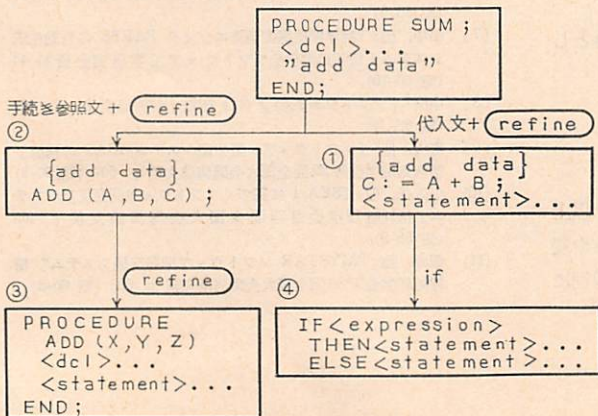 PROCEDURE SUM;
<dcl>...
"add data"
END;
手続き参照文+ refine
代入文+ refine
②
{add data}
ADD (A,B,C);
①
{add data}
C:=A+B;
<statement>...
refine
if
③
PROCEDURE
ADD (X,Y,Z)
<dcl>...
<statement>...
END;
④
IF<expression>
THEN<statement>...
ELSE<statement>...